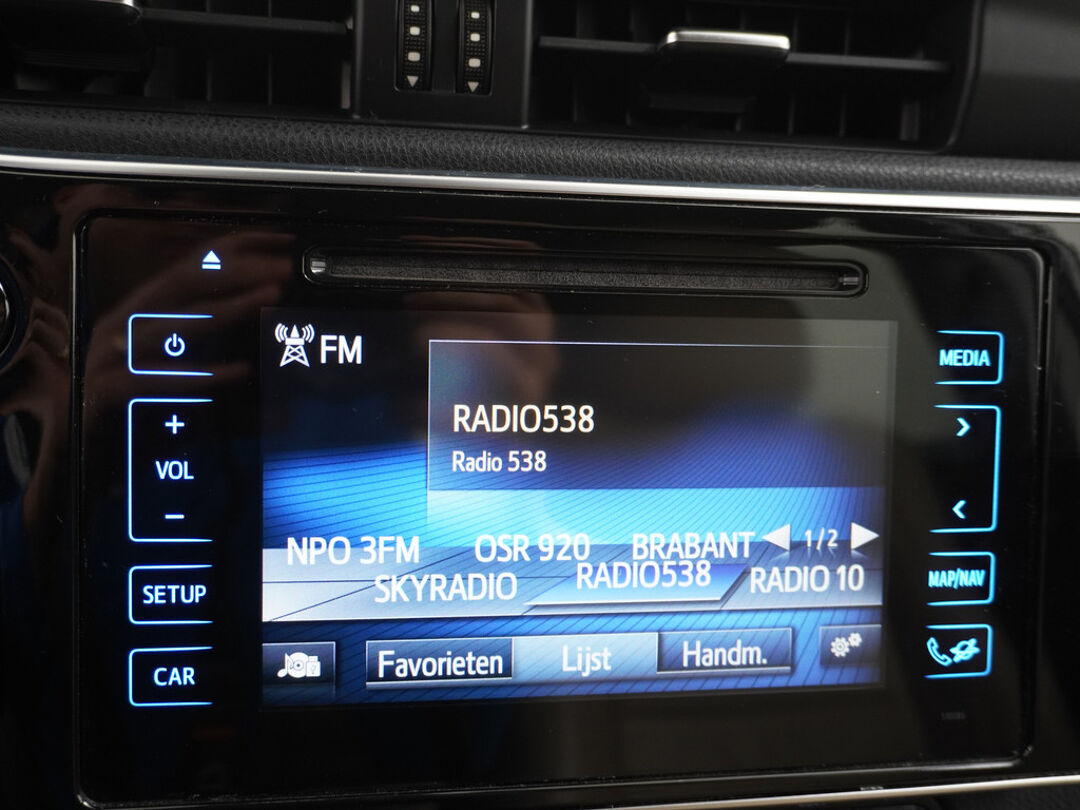 FM
MEDIA
RADIO538
Radio 538
VOL
NPO 3FM OSR 920 BRABANT 1/2
SKYRADIO RADIO538 RADIO 10
SETUP
MAP/NAV
Favorieten Lijst Handm.
CAR